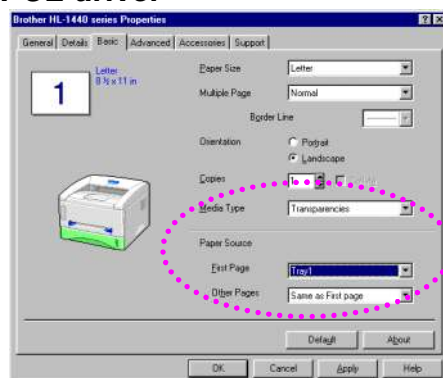 Brother HL-1440 series Properties
General Details Basic Advanced Accessories Support
1
Letter
8 ½ x 11 in
Paper Size Letter
Multiple Page Normal
Border Line
Orientation Portrait
Landscape
Copies 1
Media Type Transparencies
Paper Source
First Page Tray1
Other Pages Same as First page
Default About
OK Cancel Apply Help